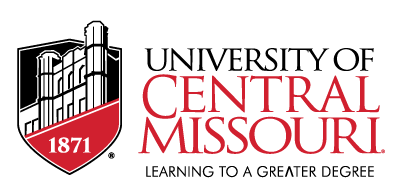 UNIVERSITY OF
CENTRAL
MISSOURI®
1871 ®
LEARNING TO A GREATER DEGREE